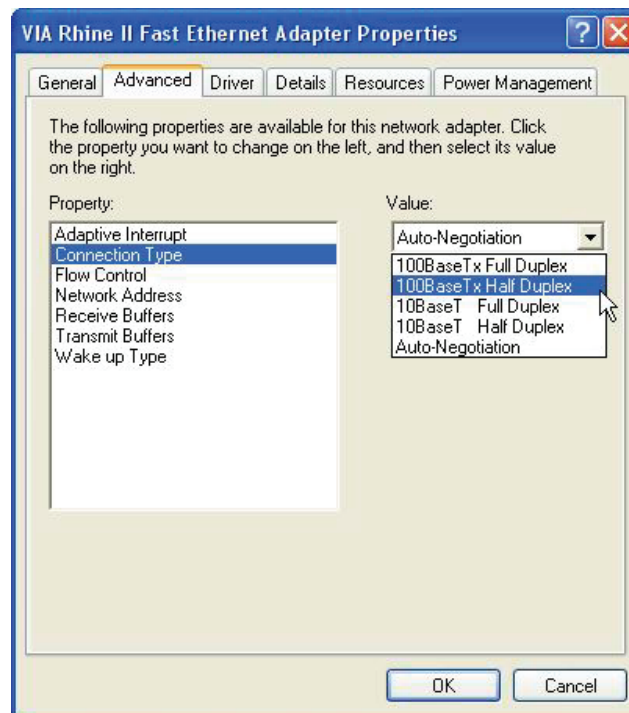 VIA Rhine II Fast Ethernet Adapter Properties
General Advanced Driver Details Resources Power Management
The following properties are available for this network adapter. Click
the property you want to change on the left, and then select its value
on the right.
Property:
Adaptive Interrupt
Connection Type
Flow Control
Network Address
Receive Buffers
Transmit Buffers
Wake up Type
Value:
Auto-Negotiation
100BaseTx Full Duplex
100BaseTx Half Duplex
10BaseT Full Duplex
10BaseT Half Duplex
Auto-Negotiation
OK Cancel